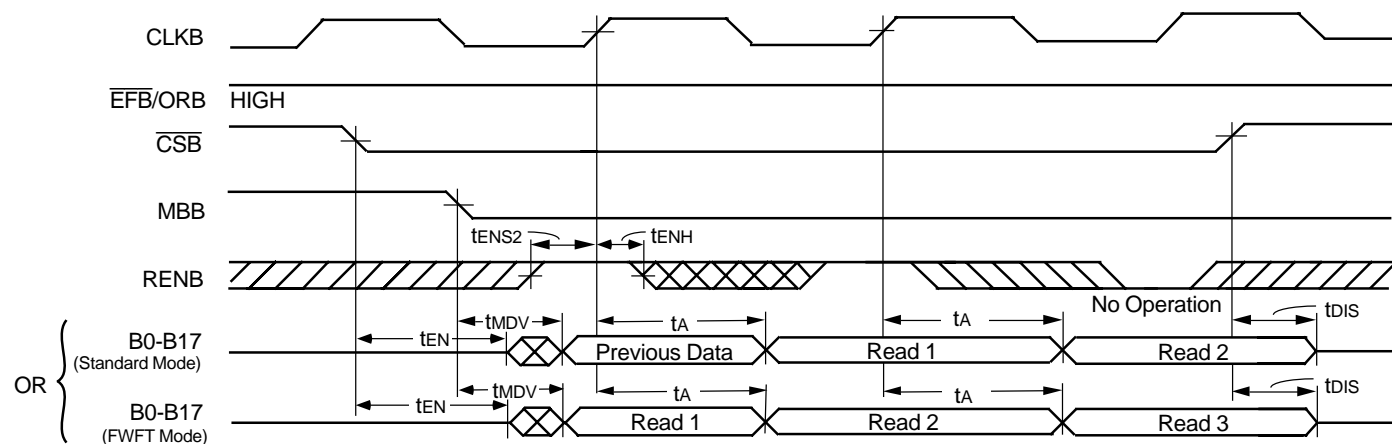 CLKB
EFB/ORB HIGH
CSB
MBB
tENS2 tENH
RENB
No Operation
tMDV tA tA tDIS
tEN
B0-B17
(Standard Mode)
Previous Data Read 1 Read 2
OR
tMDV tA tA tDIS
tEN
B0-B17
(FWFT Mode)
Read 1 Read 2 Read 3